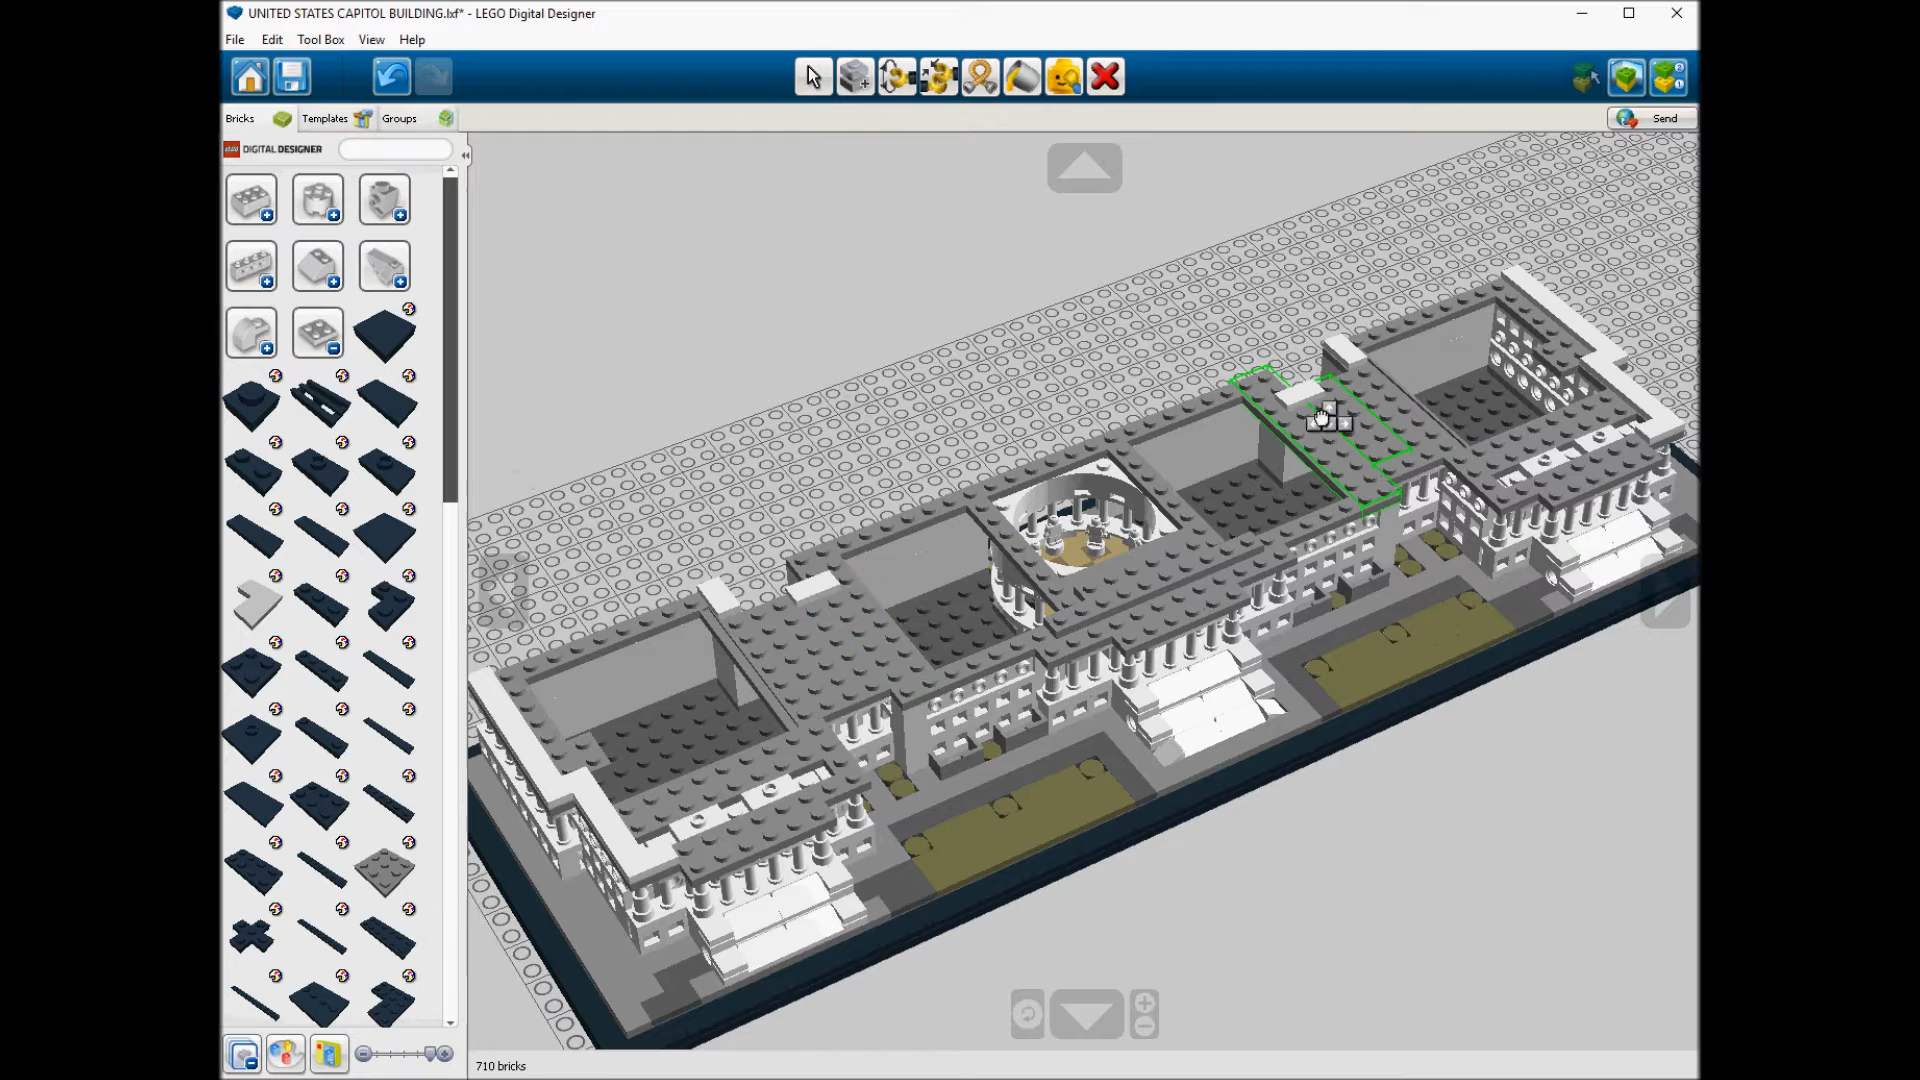 UNITED STATES CAPITOL BUILDING.lxf* - LEGO Digital Designer
File Edit Tool Box View Help
Bricks Templates Groups Send
LEGO DIGITAL DESIGNER
710 bricks